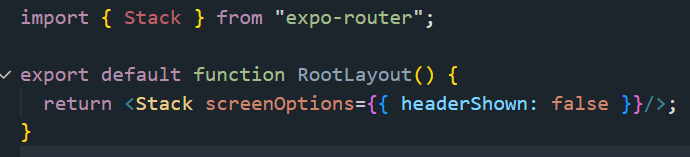 import { Stack } from "expo-router";
export default function RootLayout() {
return <Stack screenOptions={{ headerShown: false }}/>;
}